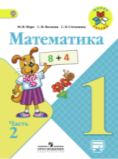 М. И. Моро С. И. Волкова С. В. Степанова
Математика
8+4
Часть
2
1